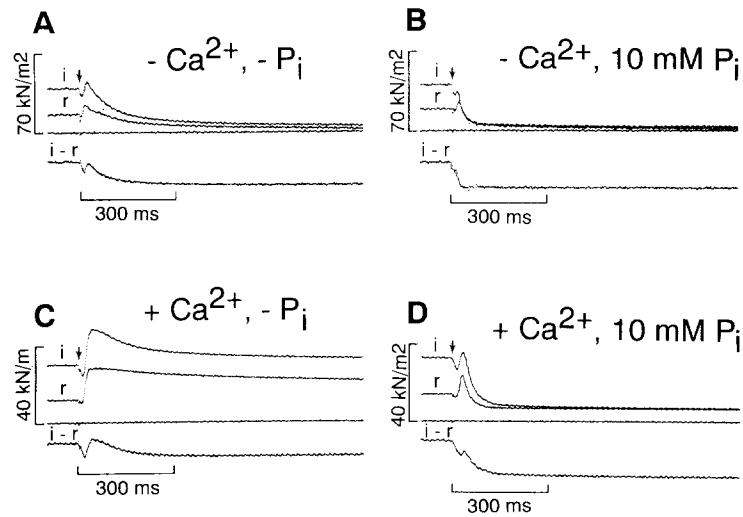 A
- Ca2+, - Pi
70 kN/m2
i
r
i - r
300 ms
B
- Ca2+, 10 mM Pi
70 kN/m2
i
r
i - r
300 ms
C
+ Ca2+, - Pi
40 kN/m
i
r
i - r
300 ms
D
+ Ca2+, 10 mM Pi
40 kN/m2
i
r
i - r
300 ms